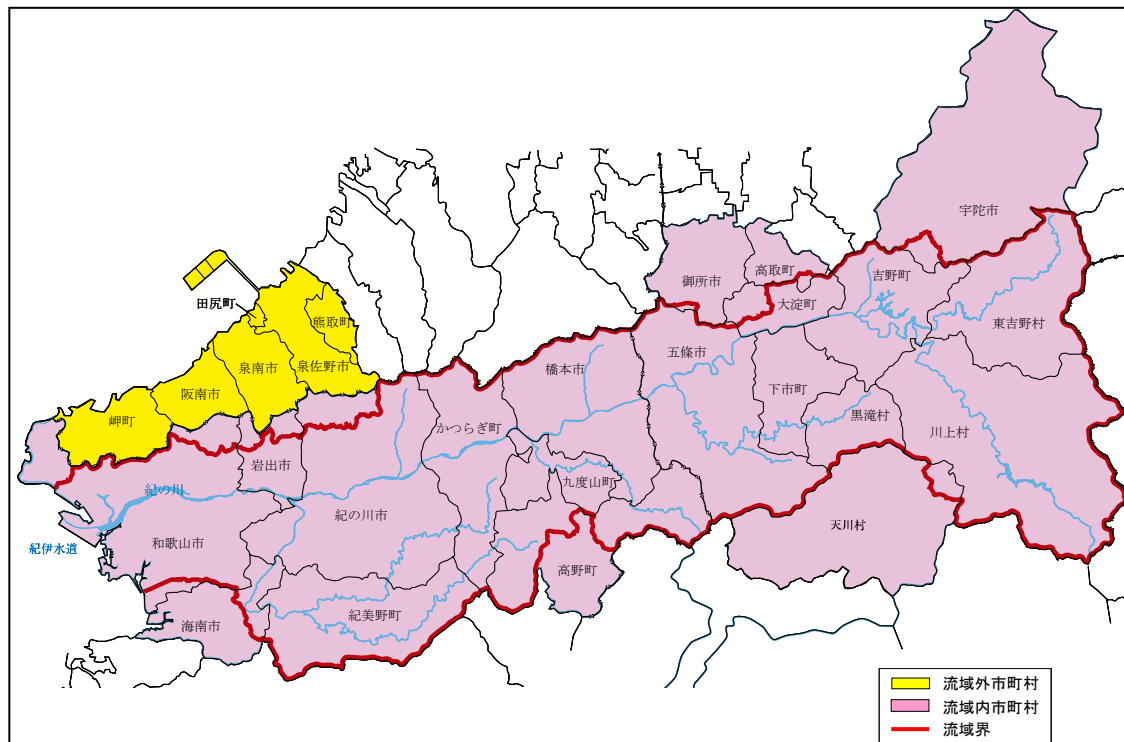 宇陀市
御所市
高取町
吉野町
田尻町
大淀町
熊取町
東吉野村
泉南市
泉佐野市
五條市
橋本市
阪南市
下市町
岬町
黒滝村
かつらぎ町
川上村
岩出市
九度山町
紀の川
紀の川市
天川村
和歌山市
紀伊水道
高野町
紀美野町
海南市
流域外市町村
流域内市町村
流域界